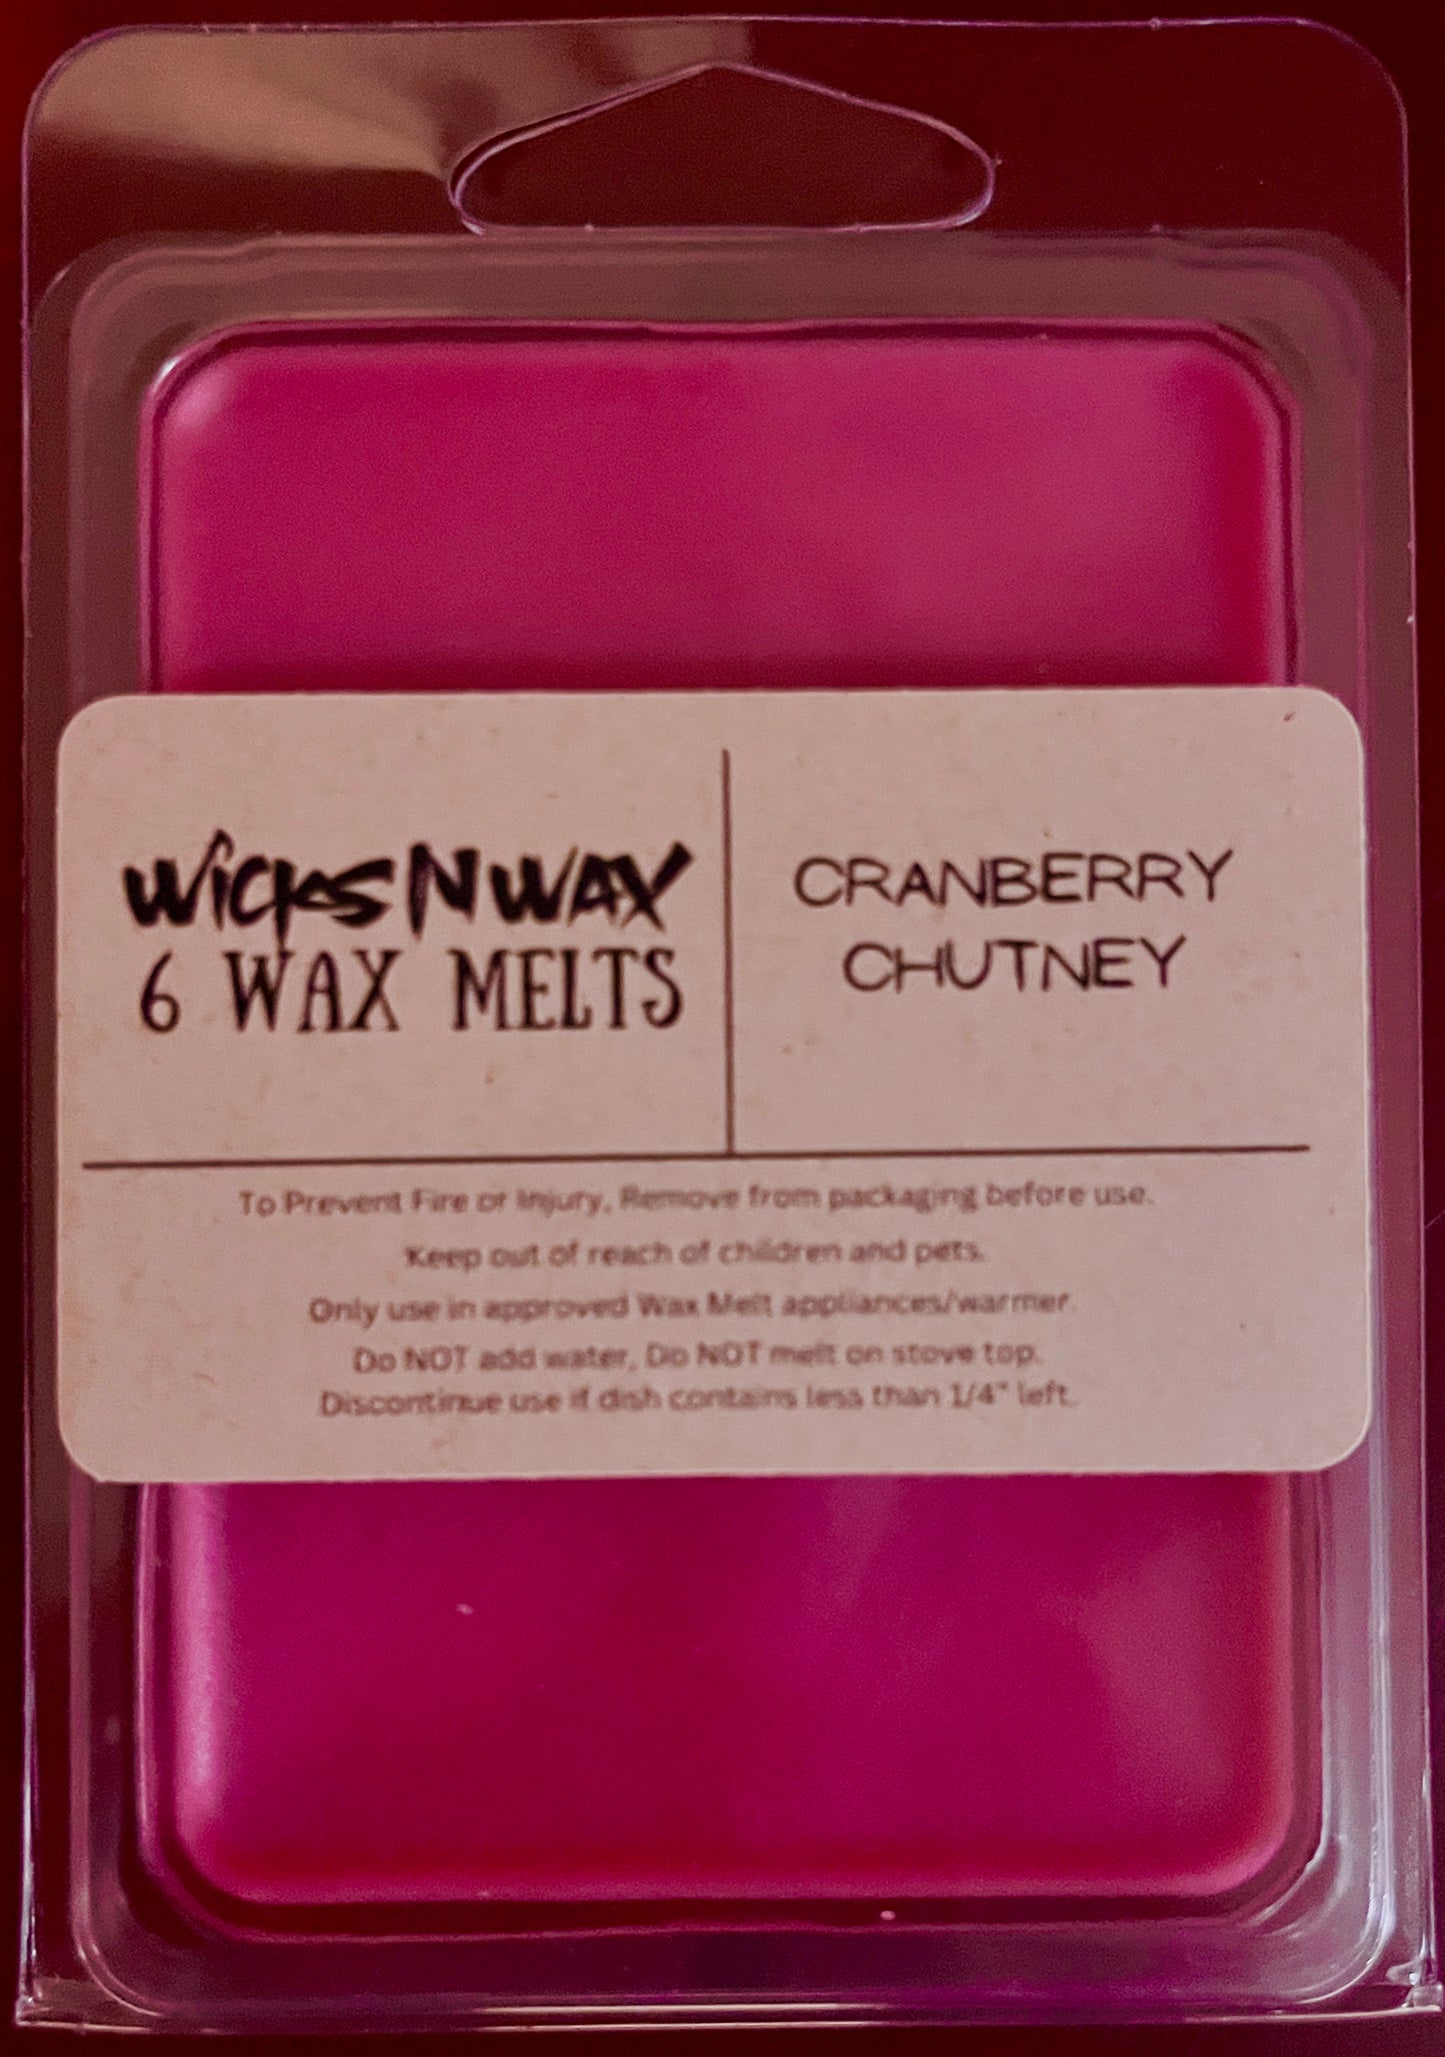 WICKS N WAX
6 WAX MELTS
CRANBERRY
CHUTNEY
To Prevent Fire or Injury, Remove from packaging before use.
Keep out of reach of children and pets.
Only use in approved Wax Melt appliances/warmer.
Do NOT add water, Do NOT melt on stove top.
Discontinue use if dish contains less than 1/4" left.